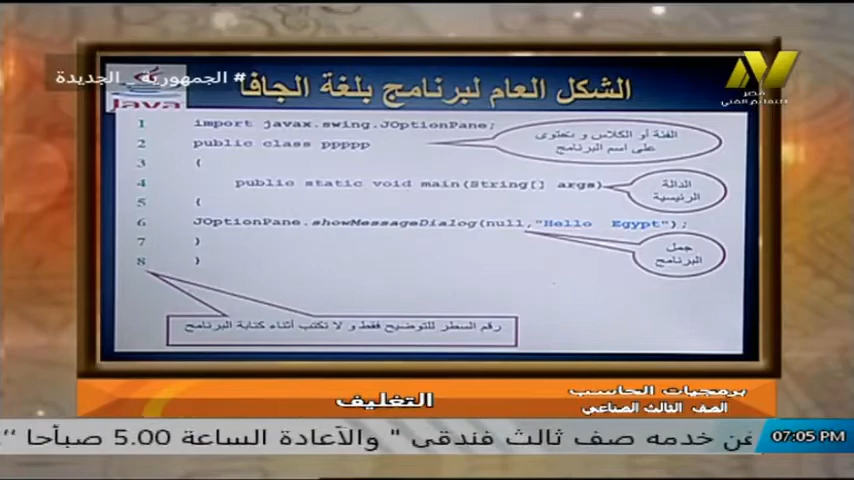 #الجمهورية_الجديدة
الشكل العام لبرنامج بلغة الجافا
Java
مصر
التعليم الفني
1 import javax.swing.JOptionPane;
2 public class ppppp
الفئة أو الكلاس و تحتوى
على اسم البرنامج
3 {
4 public static void main(String[] args)
الدالة
الرئيسية
5 {
6 JOptionPane.showMessageDialog(null,"Hello Egypt");
جمل
البرنامج
7 }
8 }
رقم السطر للتوضيح فقط و لا تكتب أثناء كتابة البرنامج
برمجيات الحاسب
الصف الثالث الصناعي
التغليف
فن خدمه صف ثالث فندقى " والآعادة الساعة 5.00 صباحا
07:05 PM